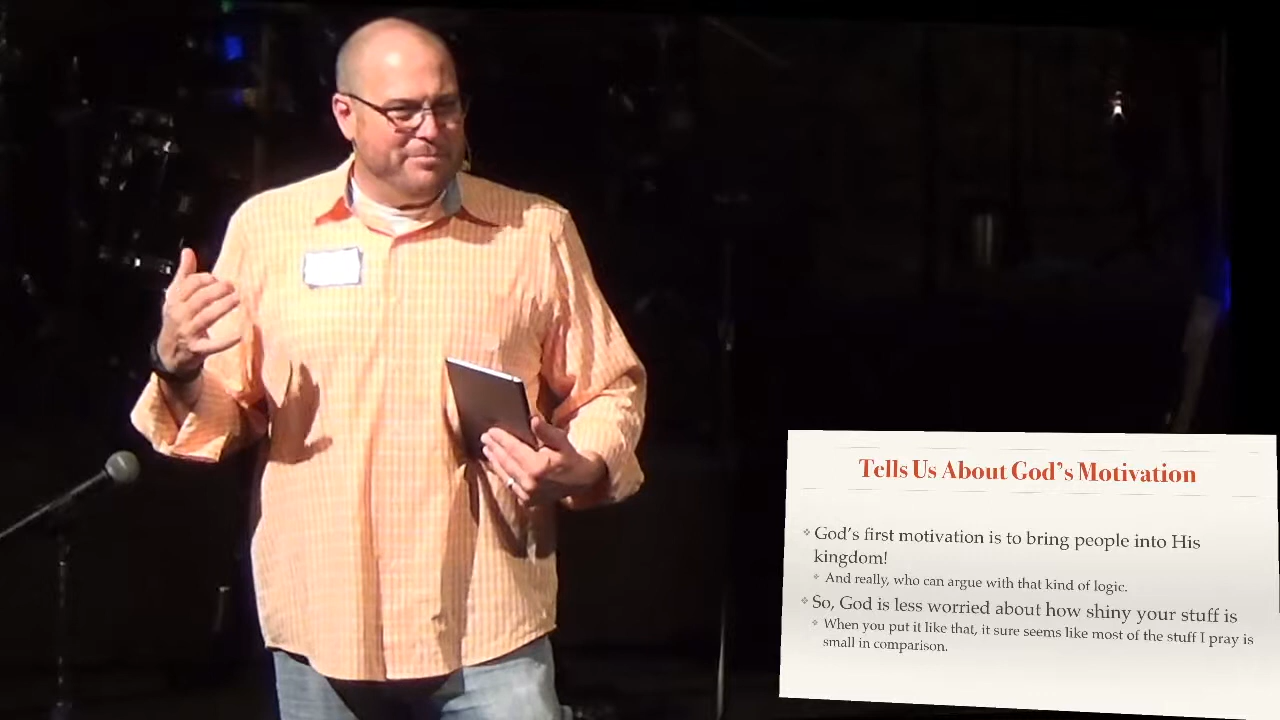 Tells Us About God's Motivation
God's first motivation is to bring people into His
kingdom!
And really, who can argue with that kind of logic.
So, God is less worried about how shiny your stuff is
When you put it like that, it sure seems like most of the stuff I pray is
small in comparison.